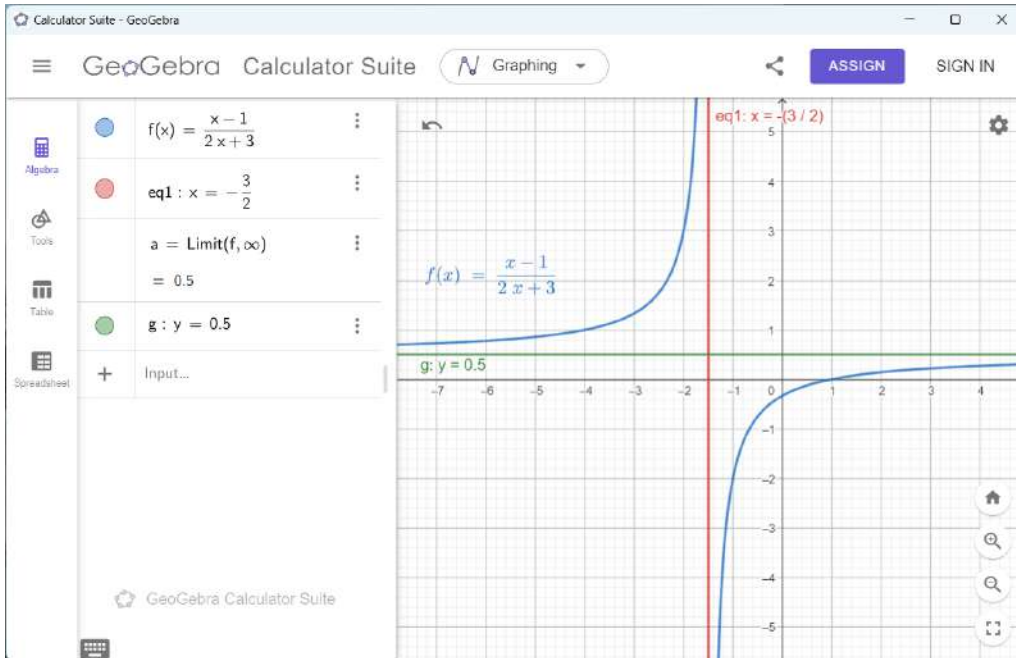 Calculator Suite - GeoGebra
GeoGebra Calculator Suite
Graphing
ASSIGN
SIGN IN
Algebra
Tools
Table
Spreadsheet
f(x) = (x − 1)/(2 x + 3)
eq1 : x = −3/2
a = Limit(f, ∞)
= 0.5
g : y = 0.5
+ Input...
GeoGebra Calculator Suite
eq1: x = -(3 / 2)
f(x) = (x − 1)/(2 x + 3)
g: y = 0.5
5
4
3
2
1
−7 −6 −5 −4 −3 −2 −1 0 1 2 3 4
−1
−2
−3
−4
−5